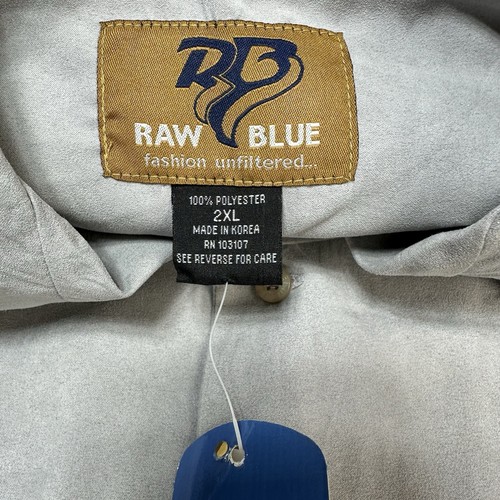 RB
RAW BLUE
fashion unfiltered...
100% POLYESTER
2XL
MADE IN KOREA
RN 103107
SEE REVERSE FOR CARE